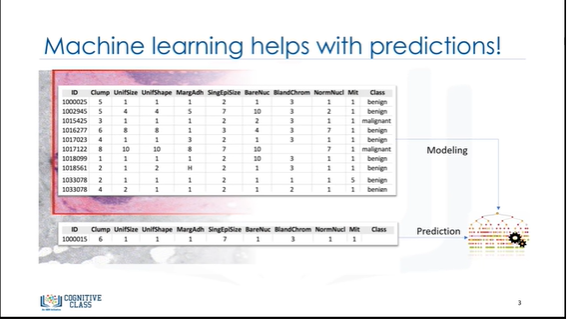 Machine learning helps with predictions!
ID Clump UnifSize UnifShape MargAdh SingEpiSize BareNuc BlandChrom NormNucl Mit Class
1000025 5 1 1 1 2 1 3 1 1 benign
1002945 5 4 4 5 7 10 3 2 1 benign
1015425 3 1 1 1 2 2 3 1 1 malignant
1016277 6 8 8 1 3 4 3 7 1 benign
1017023 4 1 1 3 2 1 3 1 1 benign
1017122 8 10 10 8 7 10 7 1 malignant
1018099 1 1 1 1 2 10 3 1 1 benign
1018561 2 1 2 H 2 1 3 1 1 benign
1033078 2 1 1 1 2 1 1 1 5 benign
1033078 4 2 1 1 2 1 2 1 1 benign
Modeling
ID Clump UnifSize UnifShape MargAdh SingEpiSize BareNuc BlandChrom NormNucl Mit Class
1000015 6 1 1 1 7 1 3 1 1
Prediction
COGNITIVE
CLASS
3